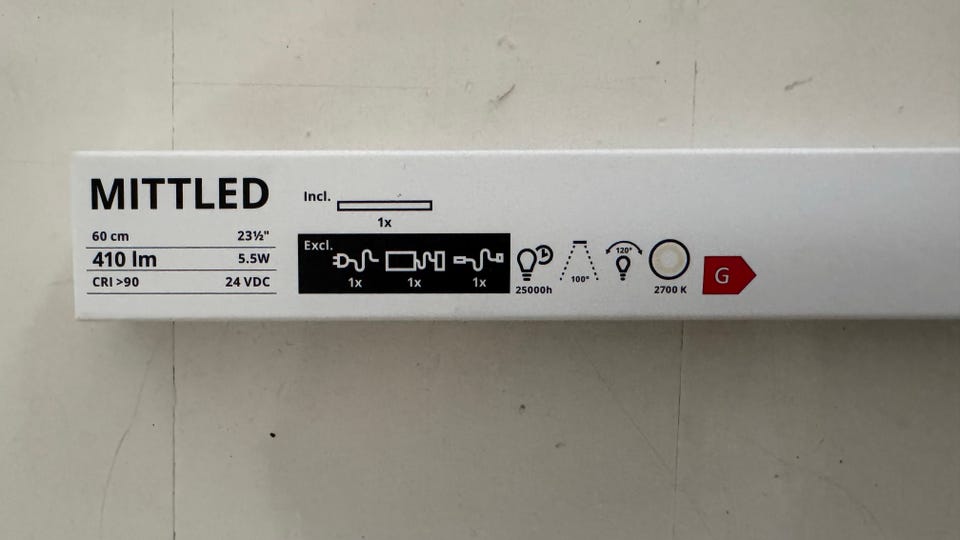 MITTLED
60 cm 23½"
410 lm 5.5W
CRI >90 24 VDC
Incl.
1x
Excl.
1x 1x 1x
25000h
100°
120°
2700 K
G